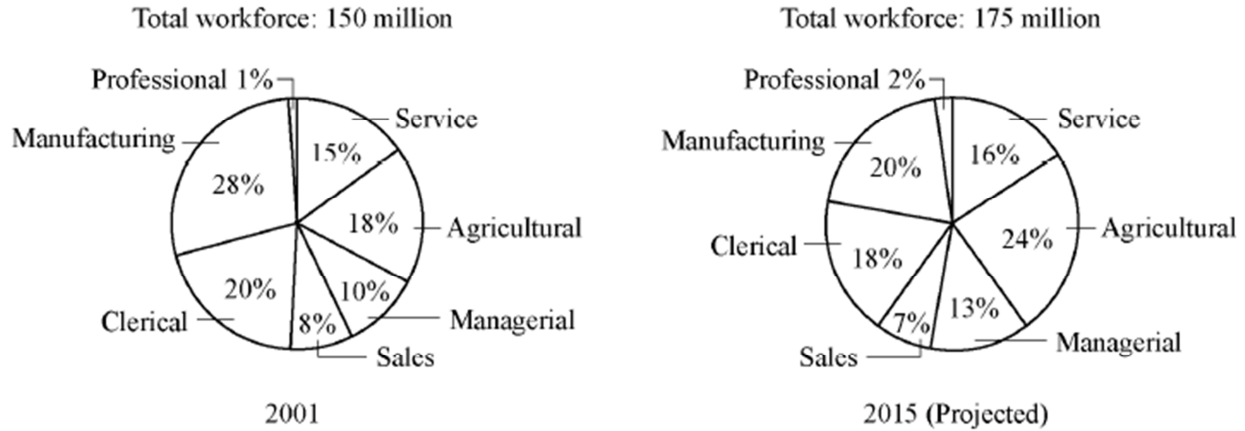 Total workforce: 150 million
Professional 1%
Service
Manufacturing
15%
28%
18%
Agricultural
20%
10%
Clerical
8%
Managerial
Sales
2001
Total workforce: 175 million
Professional 2%
Service
Manufacturing
20%
16%
Clerical
18%
24%
Agricultural
7%
13%
Sales
Managerial
2015 (Projected)